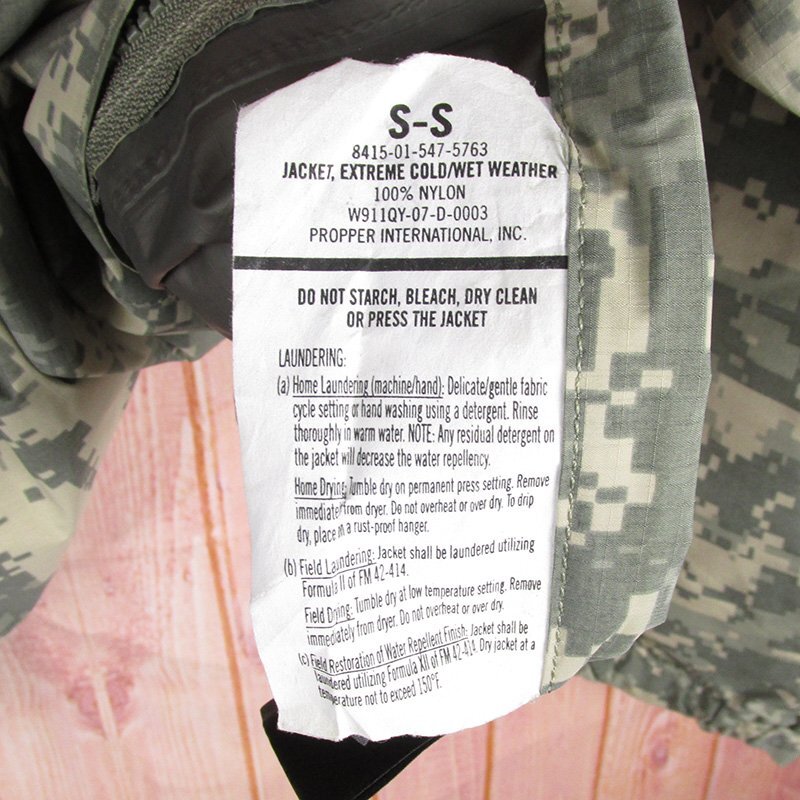 S-S
8415-01-547-5763
JACKET, EXTREME COLD/WET WEATHER
100% NYLON
W911QY-07-D-0003
PROPPER INTERNATIONAL, INC.
DO NOT STARCH, BLEACH, DRY CLEAN
OR PRESS THE JACKET
LAUNDERING:
(a) Home Laundering (machine/hand): Delicate/gentle fabric
cycle setting or hand washing using a detergent. Rinse
thoroughly in warm water. NOTE: Any residual detergent on
the jacket will decrease the water repellency.
Home Drying: Tumble dry on permanent press setting. Remove
immediate from dryer. Do not overheat or over dry. To drip
dry, place on a rust-proof hanger.
(b) Field Laundering: Jacket shall be laundered utilizing
Formula II of FM 42-414.
Field Drying: Tumble dry at low temperature setting. Remove
immediately from dryer. Do not overheat or over dry.
(c) Field Restoration of Water Repellent Finish: Jacket shall be
laundered utilizing Formula XII of FM 42-414. Dry jacket at a
temperature not to exceed 150°F.